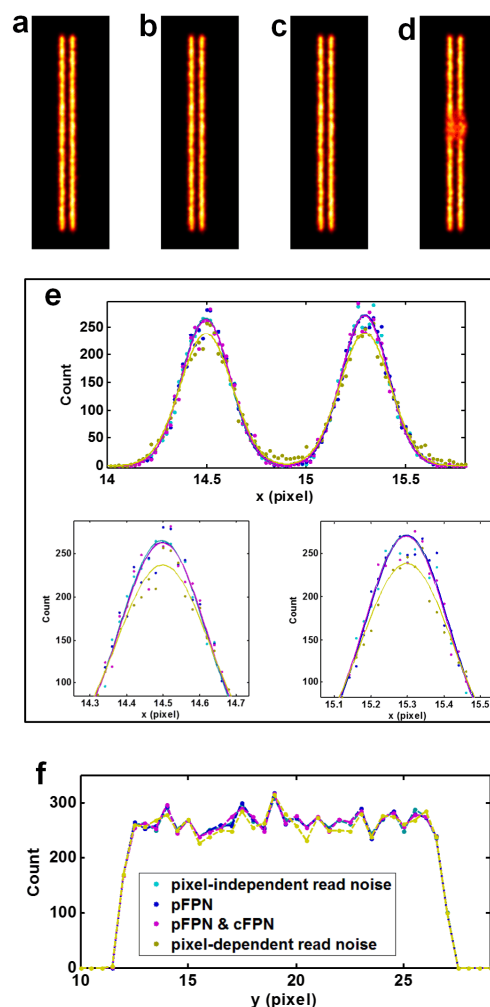 a b c d
e
250
200
150
100
50
0
Count
14 14.5 15 15.5
x (pixel)
250
200
150
100
Count
14.3 14.4 14.5 14.6 14.7
x (pixel)
250
200
150
100
Count
15.1 15.2 15.3 15.4 15.5
x (pixel)
f
300
200
100
0
Count
pixel-independent read noise
pFPN
pFPN & cFPN
pixel-dependent read noise
10 15 20 25
y (pixel)